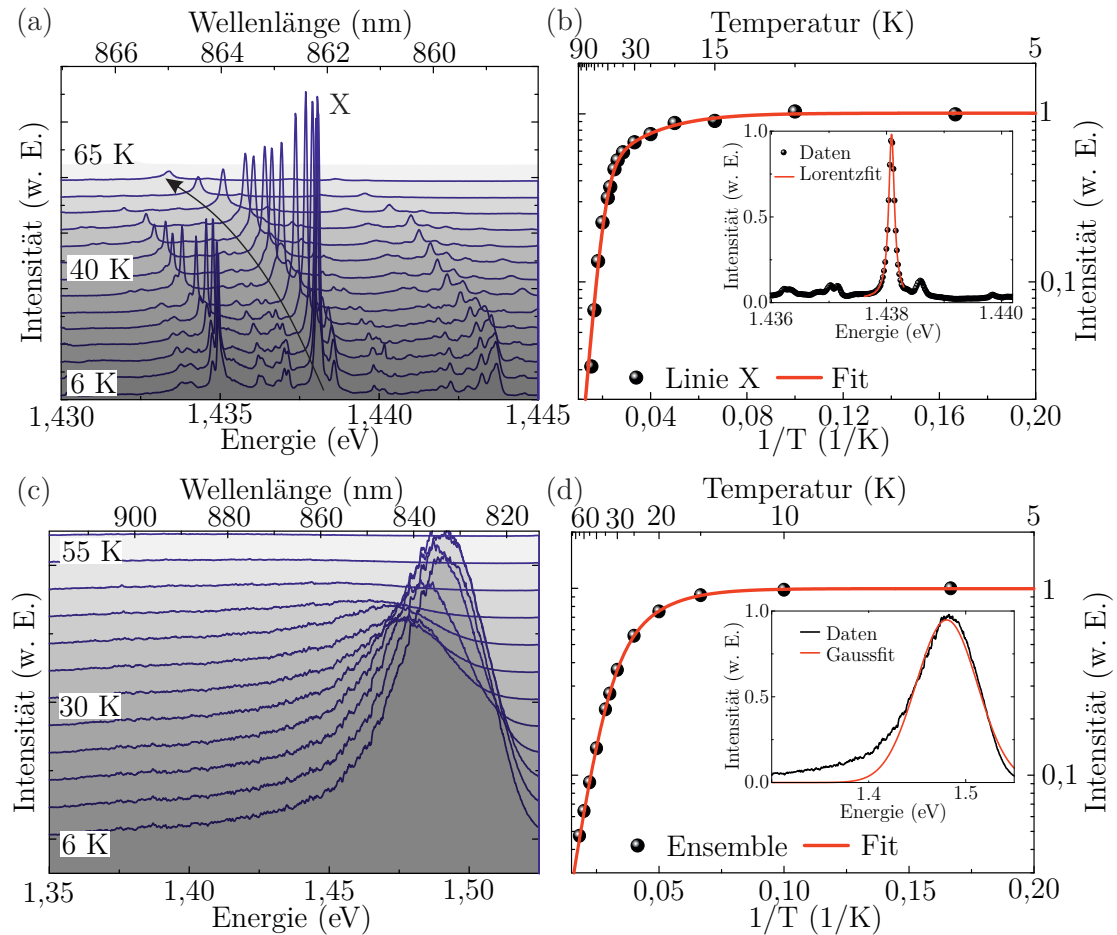 (a)
Wellenlänge (nm)
866 864 862 860
X
65 K
40 K
6 K
Intensität (w. E.)
1,430 1,435 1,440 1,445
Energie (eV)
(b)
Temperatur (K)
90 30 15 5
1
0,1
Intensität (w. E.)
1.0
0.5
0.0
Intensität (w. E.)
Daten
Lorentzfit
1.436 1.438 1.440
Energie (eV)
Linie X Fit
0,04 0,08 0,12 0,16 0,20
1/T (1/K)
(c)
Wellenlänge (nm)
900 880 860 840 820
55 K
30 K
6 K
Intensität (w. E.)
1,35 1,40 1,45 1,50
Energie (eV)
(d)
Temperatur (K)
60 30 20 10 5
1
0,1
Intensität (w. E.)
1.0
0.5
0.0
Intensität (w. E.)
Daten
Gaussfit
1.4 1.5
Energie (eV)
Ensemble Fit
0,05 0,10 0,15 0,20
1/T (1/K)